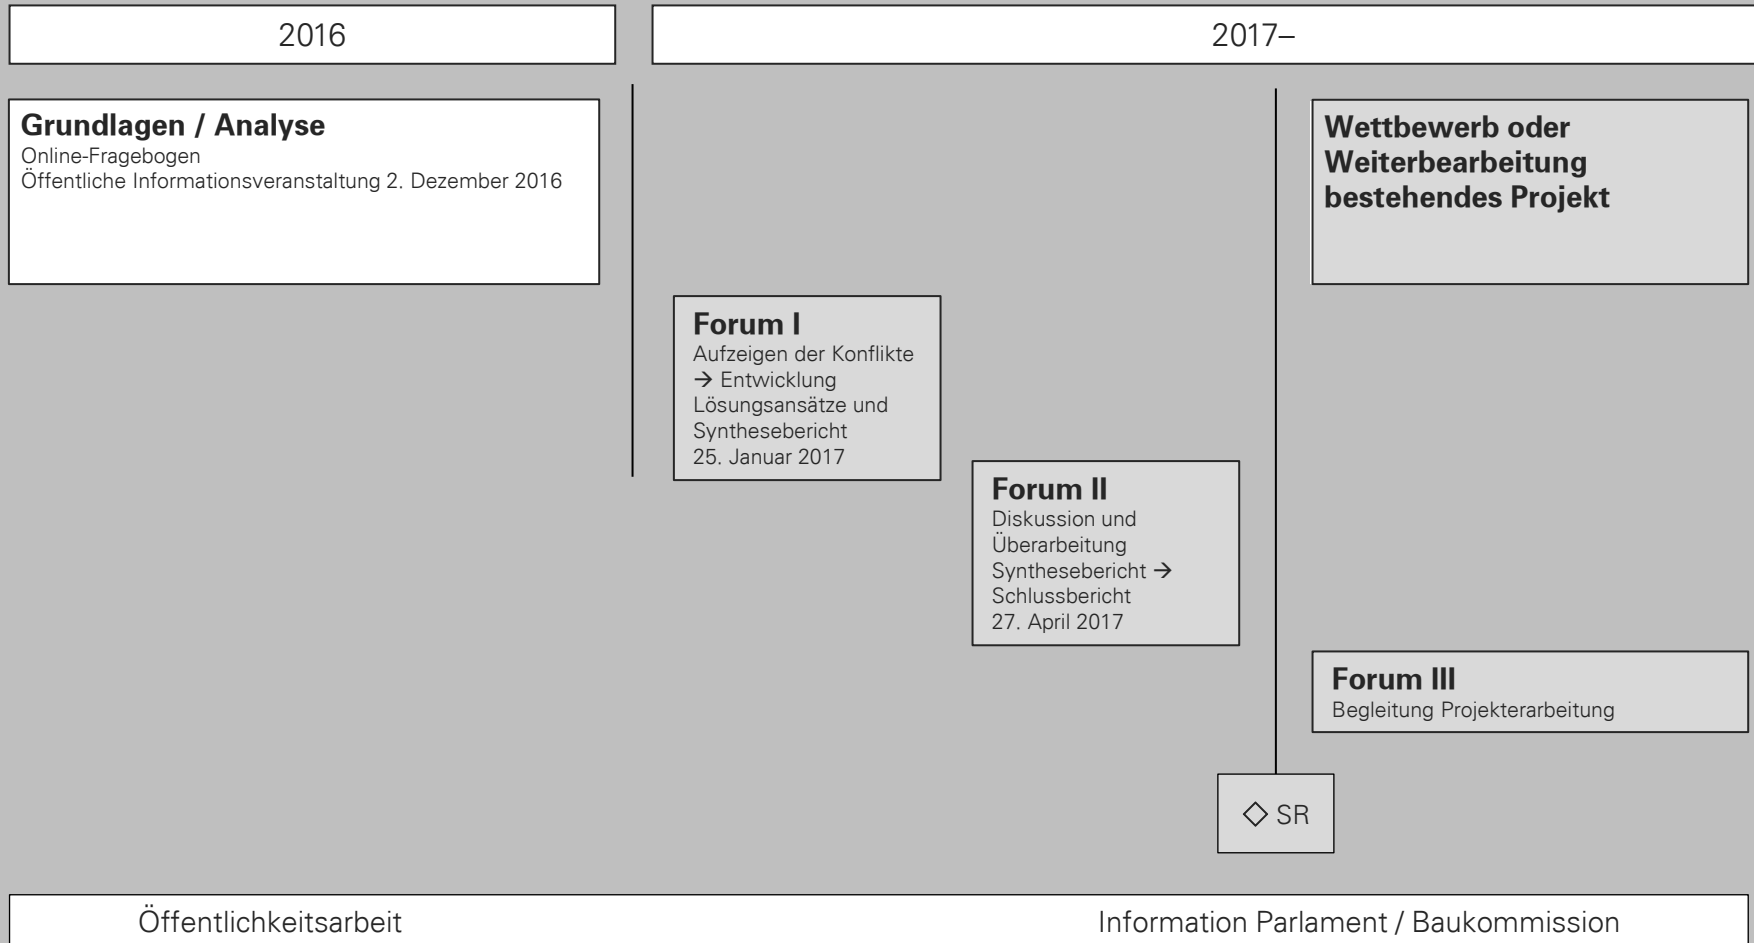 2016
2017–
Grundlagen / Analyse
Online-Fragebogen
Öffentliche Informationsveranstaltung 2. Dezember 2016
Wettbewerb oder
Weiterbearbeitung
bestehendes Projekt
Forum I
Aufzeigen der Konflikte
→ Entwicklung
Lösungsansätze und
Synthesebericht
25. Januar 2017
Forum II
Diskussion und
Überarbeitung
Synthesebericht →
Schlussbericht
27. April 2017
Forum III
Begleitung Projekterarbeitung
◇ SR
Öffentlichkeitsarbeit
Information Parlament / Baukommission